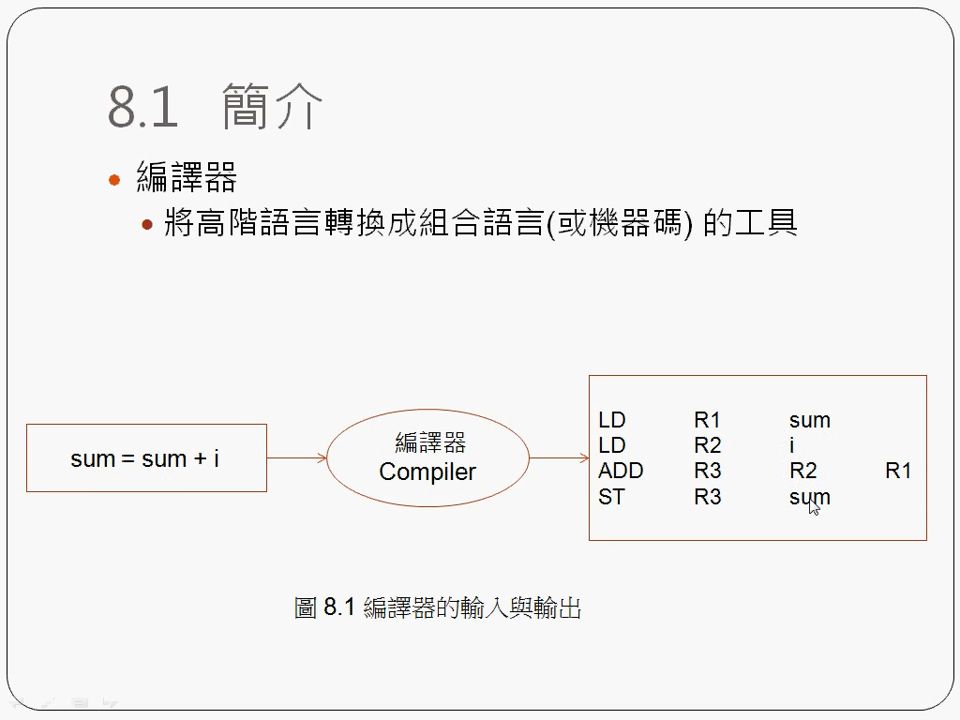 8.1 簡介
編譯器
將高階語言轉換成組合語言(或機器碼) 的工具
sum = sum + i
編譯器
Compiler
LD R1 sum
LD R2 i
ADD R3 R2 R1
ST R3 sum
圖 8.1 編譯器的輸入與輸出